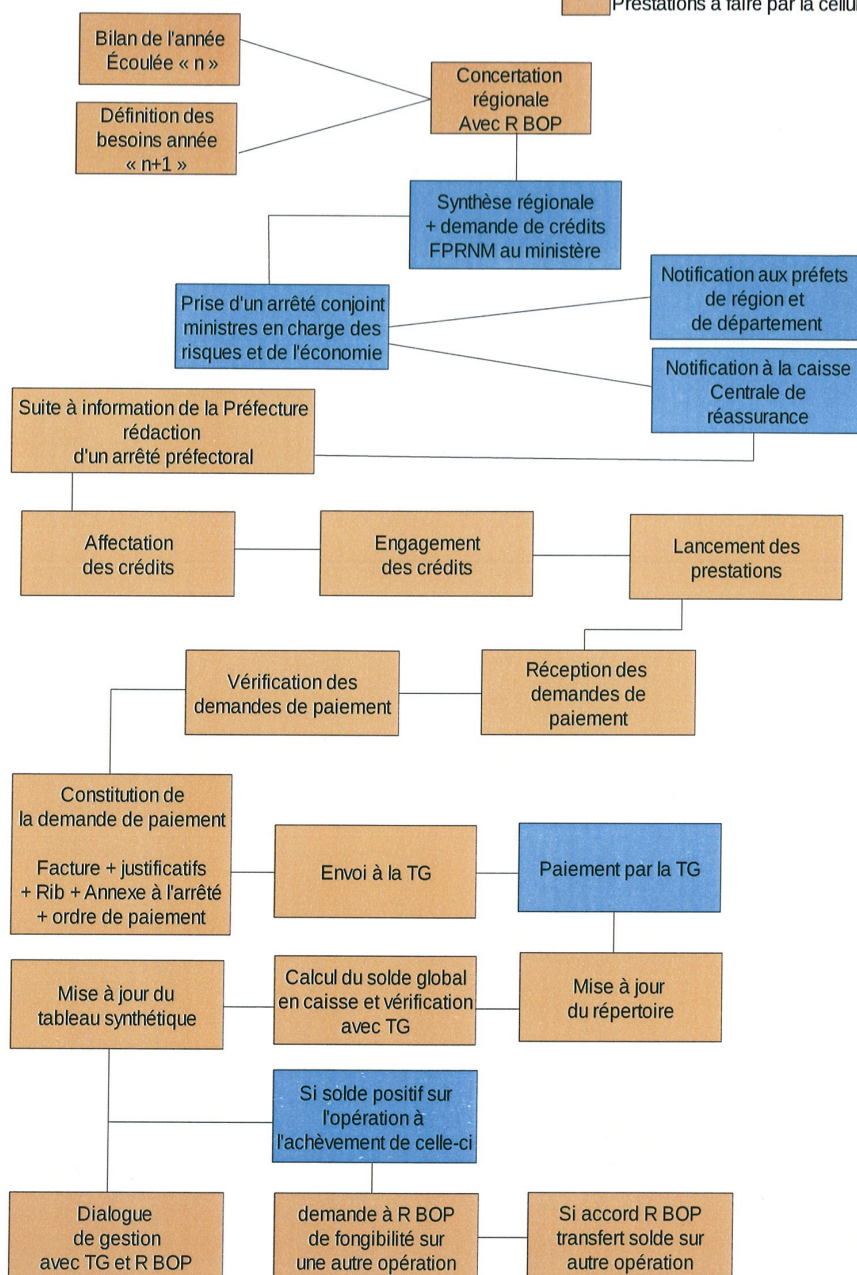 Prestations à faire par la cellul
Bilan de l'année
Écoulée « n »
Concertation
régionale
Avec R BOP
Définition des
besoins année
« n+1 »
Synthèse régionale
+ demande de crédits
FPRNM au ministère
Notification aux préfets
de région et
de département
Prise d'un arrêté conjoint
ministres en charge des
risques et de l'économie
Notification à la caisse
Centrale de
réassurance
Suite à information de la Préfecture
rédaction
d'un arrêté préfectoral
Affectation
des crédits
Engagement
des crédits
Lancement des
prestations
Vérification des
demandes de paiement
Réception des
demandes de
paiement
Constitution de
la demande de paiement
Facture + justificatifs
+ Rib + Annexe à l'arrêté
+ ordre de paiement
Envoi à la TG
Paiement par la TG
Mise à jour du
tableau synthétique
Calcul du solde global
en caisse et vérification
avec TG
Mise à jour
du répertoire
Si solde positif sur
l'opération à
l'achèvement de celle-ci
Dialogue
de gestion
avec TG et R BOP
demande à R BOP
de fongibilité sur
une autre opération
Si accord R BOP
transfert solde sur
autre opération